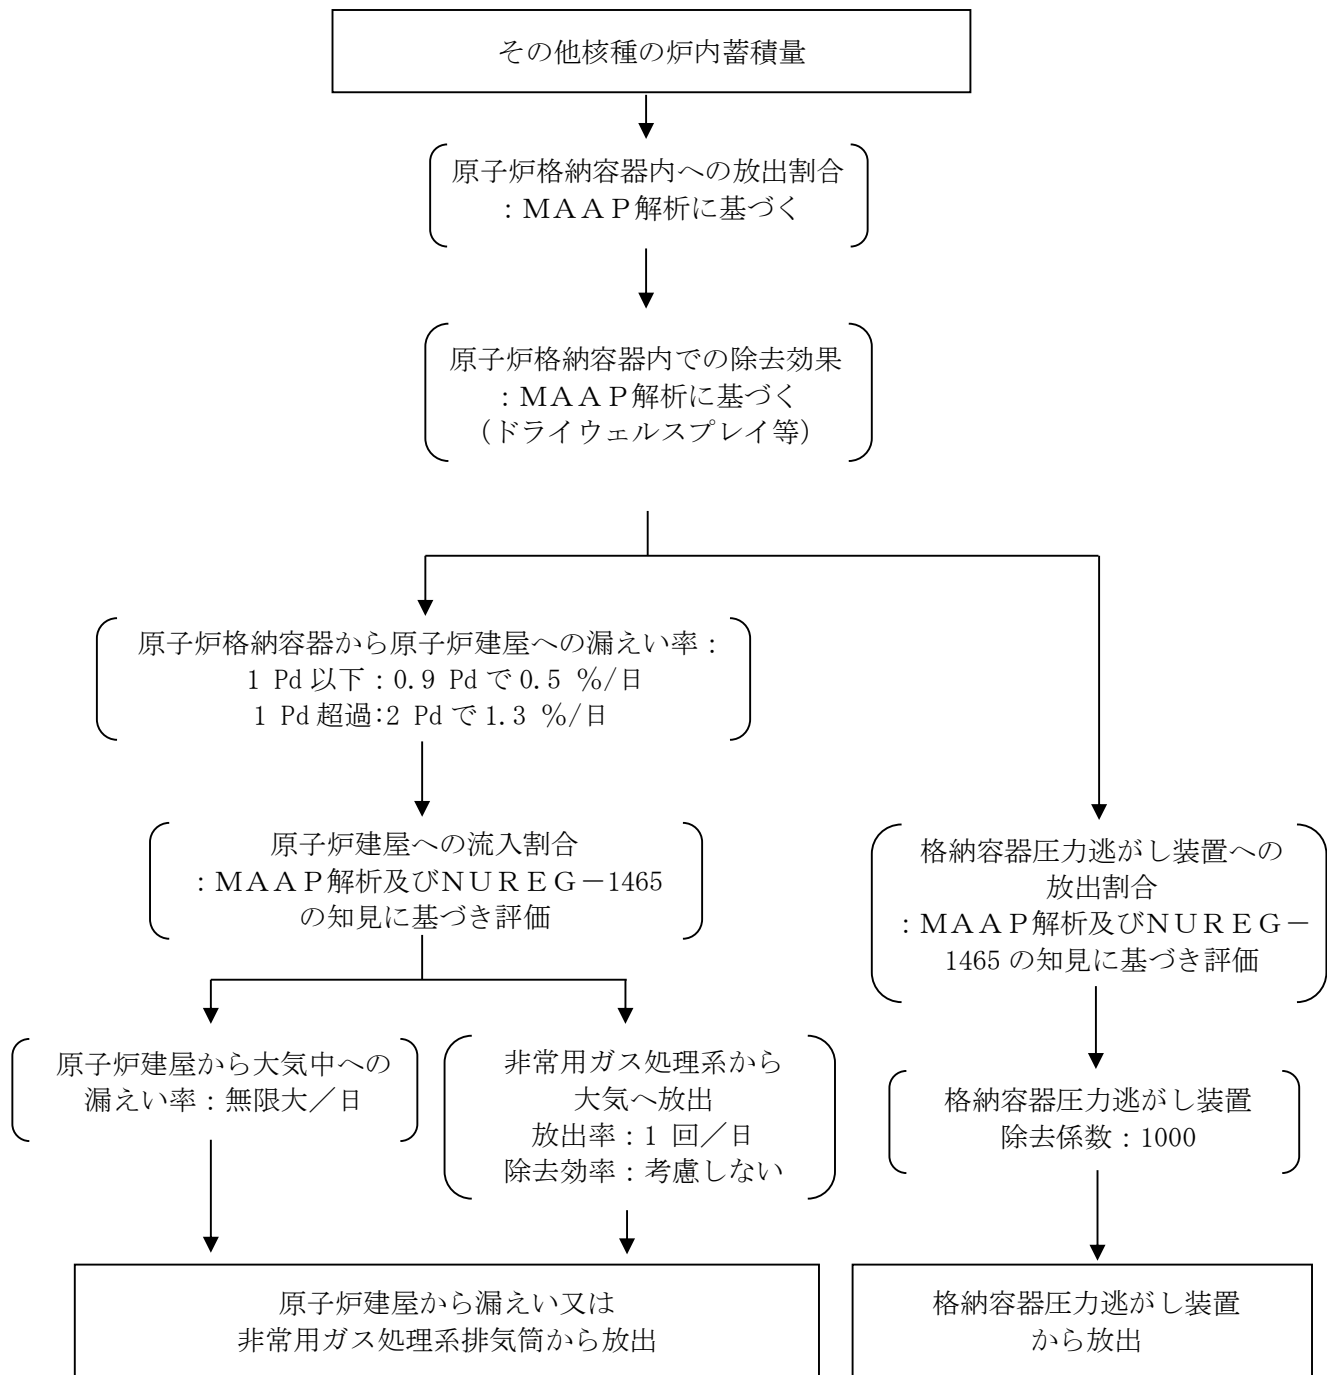 その他核種の炉内蓄積量
原子炉格納容器内への放出割合
：ＭＡＡＰ解析に基づく
原子炉格納容器内での除去効果
：ＭＡＡＰ解析に基づく
（ドライウェルスプレイ等）
原子炉格納容器から原子炉建屋への漏えい率：
1 Pd 以下：0.9 Pd で 0.5 %/日
1 Pd 超過:2 Pd で 1.3 %/日
原子炉建屋への流入割合
：ＭＡＡＰ解析及びＮＵＲＥＧ－1465
の知見に基づき評価
格納容器圧力逃がし装置への
放出割合
：ＭＡＡＰ解析及びＮＵＲＥＧ－
1465 の知見に基づき評価
原子炉建屋から大気中への
漏えい率：無限大／日
非常用ガス処理系から
大気へ放出
放出率：1 回／日
除去効率：考慮しない
格納容器圧力逃がし装置
除去係数：1000
原子炉建屋から漏えい又は
非常用ガス処理系排気筒から放出
格納容器圧力逃がし装置
から放出